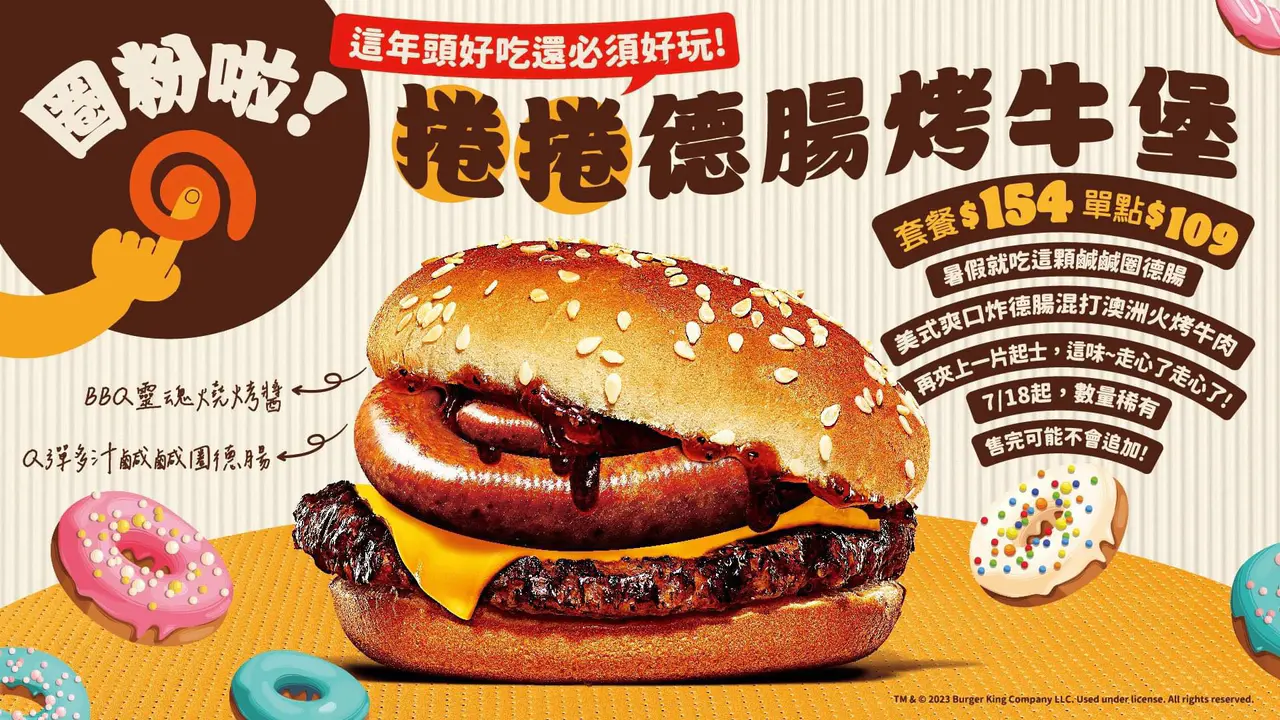 圈粉啦!
這年頭好吃還必須好玩!
捲捲德腸烤牛堡
套餐$154 單點$109
暑假就吃這顆鹹鹹圈德腸
美式爽口炸德腸混打澳洲火烤牛肉
再夾上一片起士，這味~走心了走心了!
7/18起，數量稀有
售完可能不會追加!
BBQ靈魂燒烤醬
Q彈多汁鹹鹹圈德腸
TM & © 2023 Burger King Company LLC. Used under license. All rights reserved.